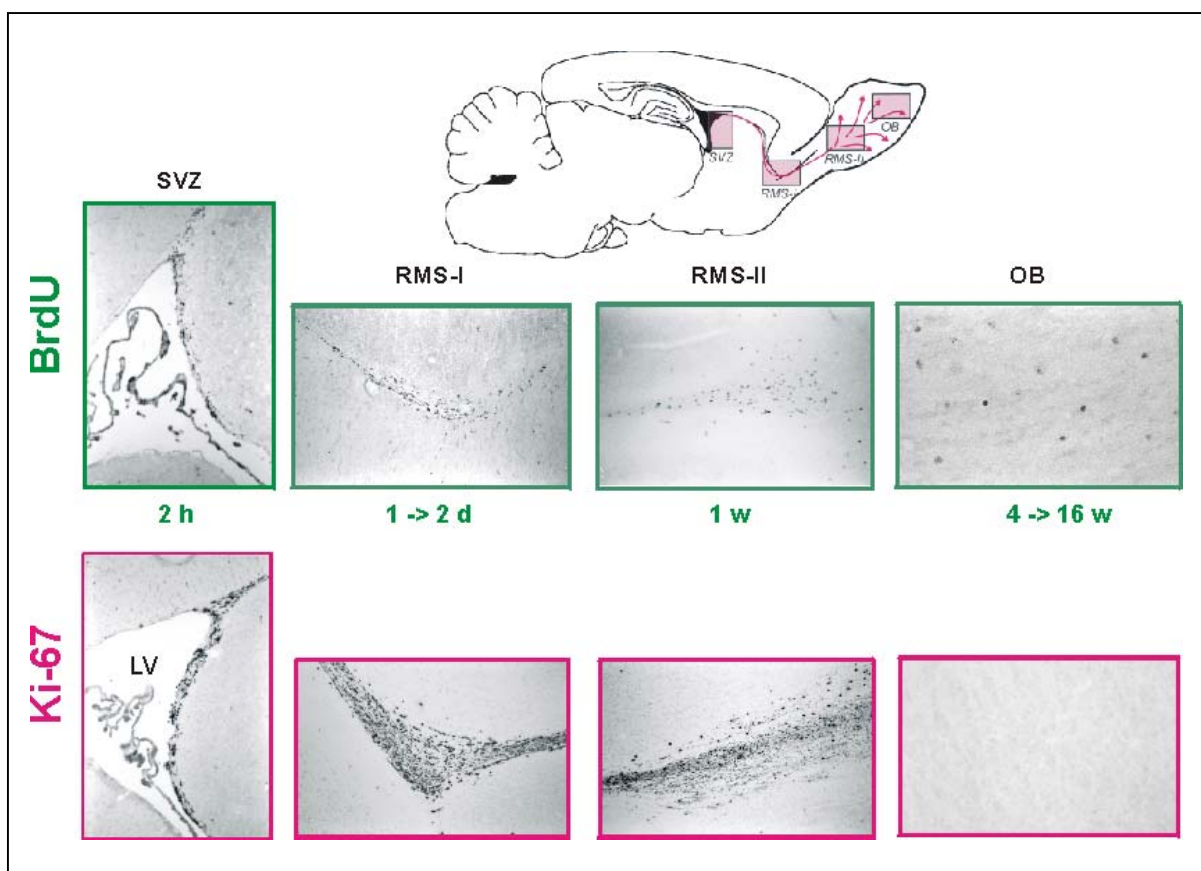 SVZ
RMS-I
RMS-II
OB
SVZ
RMS-I
RMS-II
OB
BrdU
2 h
1 -> 2 d
1 w
4 -> 16 w
Ki-67
LV